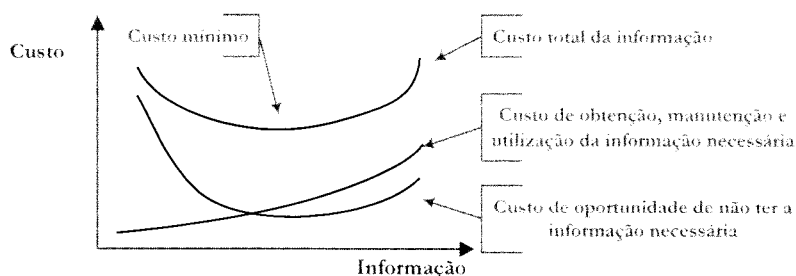 Custo mínimo
Custo total da informação
Custo
Custo de obtenção, manutenção e
utilização da informação necessária
Custo de oportunidade de não ter a
informação necessária
Informação